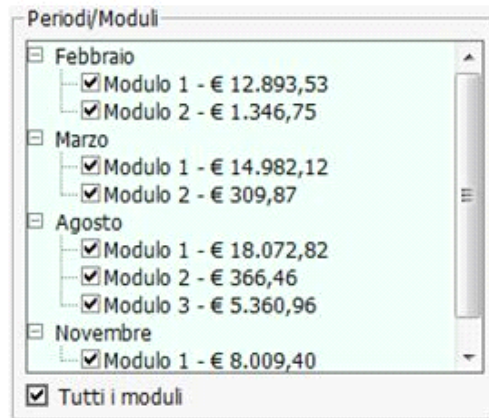 Periodi/Moduli
Febbraio
Modulo 1 - € 12.893,53
Modulo 2 - € 1.346,75
Marzo
Modulo 1 - € 14.982,12
Modulo 2 - € 309,87
Agosto
Modulo 1 - € 18.072,82
Modulo 2 - € 366,46
Modulo 3 - € 5.360,96
Novembre
Modulo 1 - € 8.009,40
Tutti i moduli